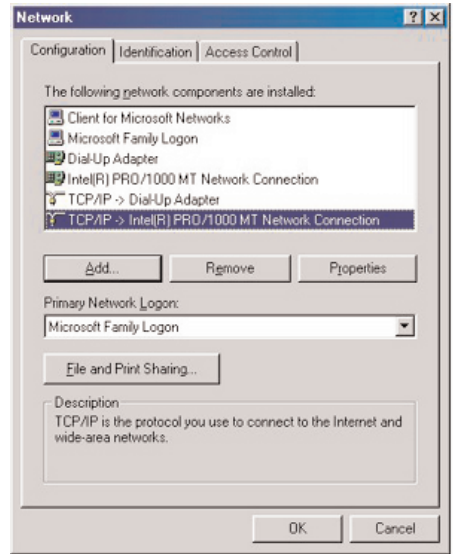 Network
Configuration
Identification
Access Control
The following network components are installed:
Client for Microsoft Networks
Microsoft Family Logon
Dial-Up Adapter
Intel(R) PRO/1000 MT Network Connection
TCP/IP -> Dial-Up Adapter
TCP/IP -> Intel(R) PRO/1000 MT Network Connection
Add...
Remove
Properties
Primary Network Logon:
Microsoft Family Logon
File and Print Sharing...
Description
TCP/IP is the protocol you use to connect to the Internet and
wide-area networks.
OK
Cancel